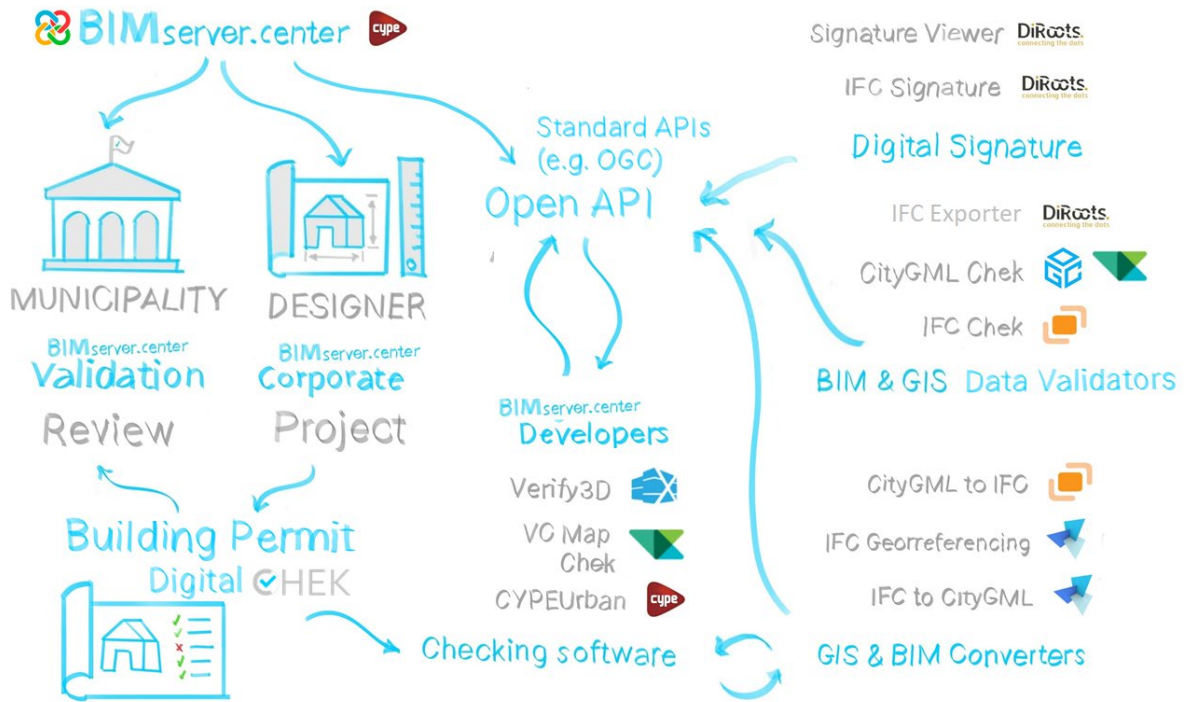 BIMserver.center cype
MUNICIPALITY
BIMserver.center
Validation
Review
DESIGNER
BIMserver.center
Corporate
Project
Building Permit
Digital CHEK
Standard APIs
(e.g. OGC)
Open API
BIMserver.center
Developers
Verify3D
VC Map
Chek
CYPEUrban cype
Checking software
Signature Viewer DiRoots.
connecting the dots
IFC Signature DiRoots.
connecting the dots
Digital Signature
IFC Exporter DiRoots.
connecting the dots
CityGML Chek
IFC Chek
BIM & GIS Data Validators
CityGML to IFC
IFC Georreferencing
IFC to CityGML
GIS & BIM Converters